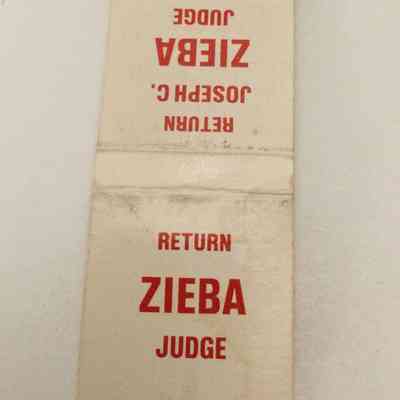 RETURN
JOSEPH C.
ZIEBA
JUDGE
RETURN
ZIEBA
JUDGE